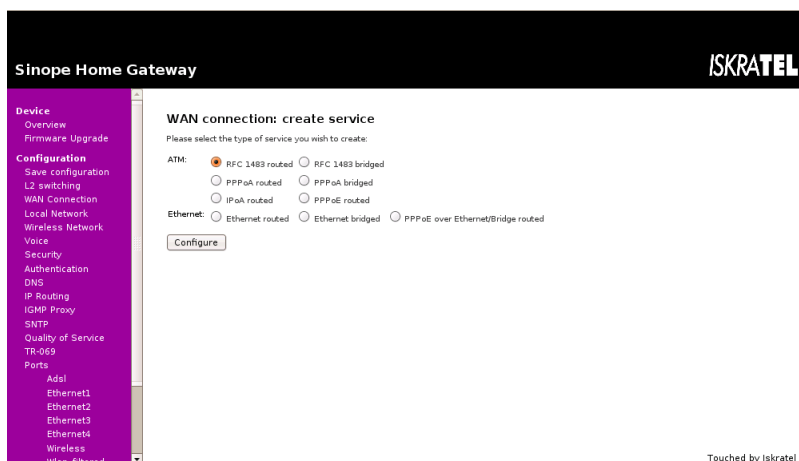 Sinope Home Gateway
ISKRATEL
Device
Overview
Firmware Upgrade
Configuration
Save configuration
L2 switching
WAN Connection
Local Network
Wireless Network
Voice
Security
Authentication
DNS
IP Routing
IGMP Proxy
SNTP
Quality of Service
TR-069
Ports
Adsl
Ethernet1
Ethernet2
Ethernet3
Ethernet4
Wireless
WAN connection: create service
Please select the type of service you wish to create:
ATM: RFC 1483 routed RFC 1483 bridged
PPPoA routed PPPoA bridged
IPoA routed PPPoE routed
Ethernet: Ethernet routed Ethernet bridged PPPoE over Ethernet/Bridge routed
Configure
Touched by Iskratel